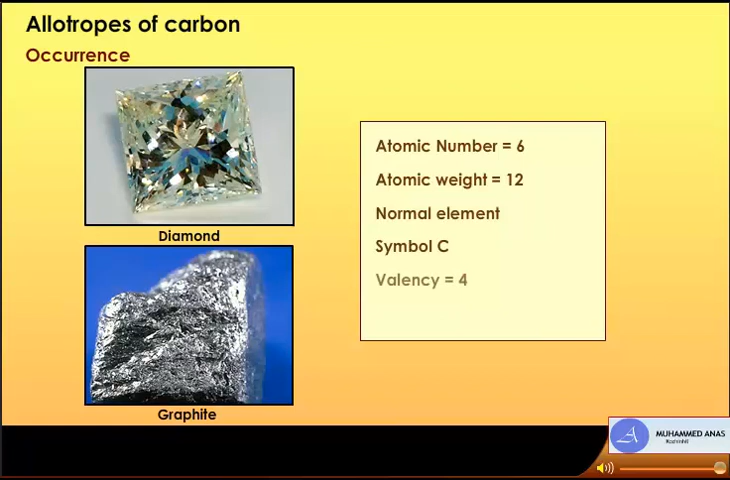 Allotropes of carbon
Occurrence
Diamond
Graphite
Atomic Number = 6
Atomic weight = 12
Normal element
Symbol C
Valency = 4
MUHAMMED ANAS